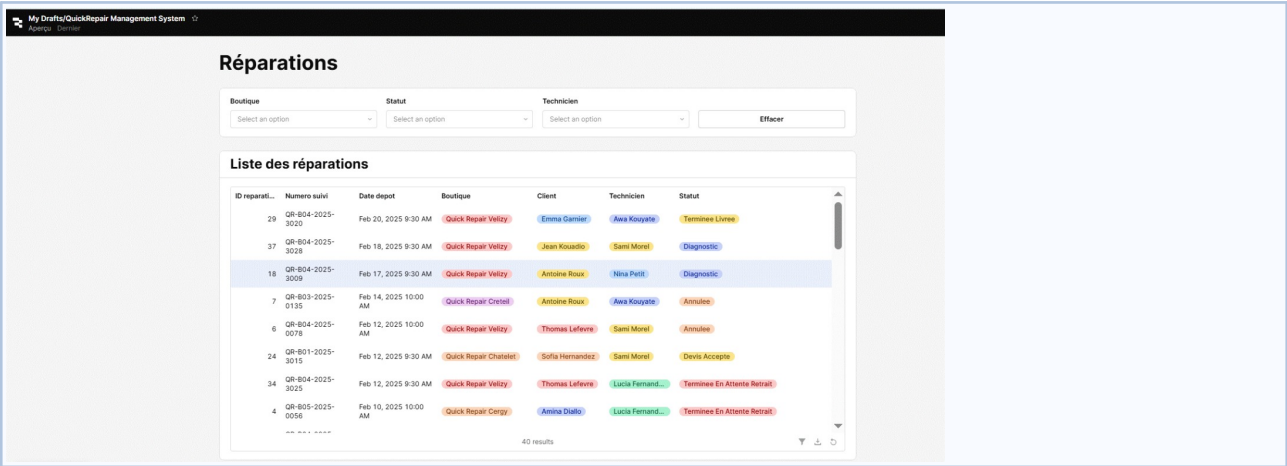 My Drafts/QuickRepair Management System
Aperçu Dernier
Réparations
Boutique Statut Technicien
Select an option Select an option Select an option Effacer
Liste des réparations
ID reparati... Numero suivi Date depot Boutique Client Technicien Statut
29 QR-B04-2025-3020 Feb 20, 2025 9:30 AM Quick Repair Velizy Emma Garnier Awa Kouyate Terminee Livree
37 QR-B04-2025-3028 Feb 18, 2025 9:30 AM Quick Repair Velizy Jean Kouadio Sami Morel Diagnostic
18 QR-B04-2025-3009 Feb 17, 2025 9:30 AM Quick Repair Velizy Antoine Roux Nina Petit Diagnostic
7 QR-B03-2025-0135 Feb 14, 2025 10:00 AM Quick Repair Creteil Antoine Roux Awa Kouyate Annulee
6 QR-B04-2025-0078 Feb 12, 2025 10:00 AM Quick Repair Velizy Thomas Lefevre Sami Morel Annulee
24 QR-B01-2025-3015 Feb 12, 2025 9:30 AM Quick Repair Chatelet Sofia Hernandez Sami Morel Devis Accepte
34 QR-B04-2025-3025 Feb 12, 2025 9:30 AM Quick Repair Velizy Thomas Lefevre Lucia Fernand... Terminee En Attente Retrait
4 QR-B05-2025-0056 Feb 10, 2025 10:00 AM Quick Repair Cergy Amina Diallo Lucia Fernand... Terminee En Attente Retrait
40 results